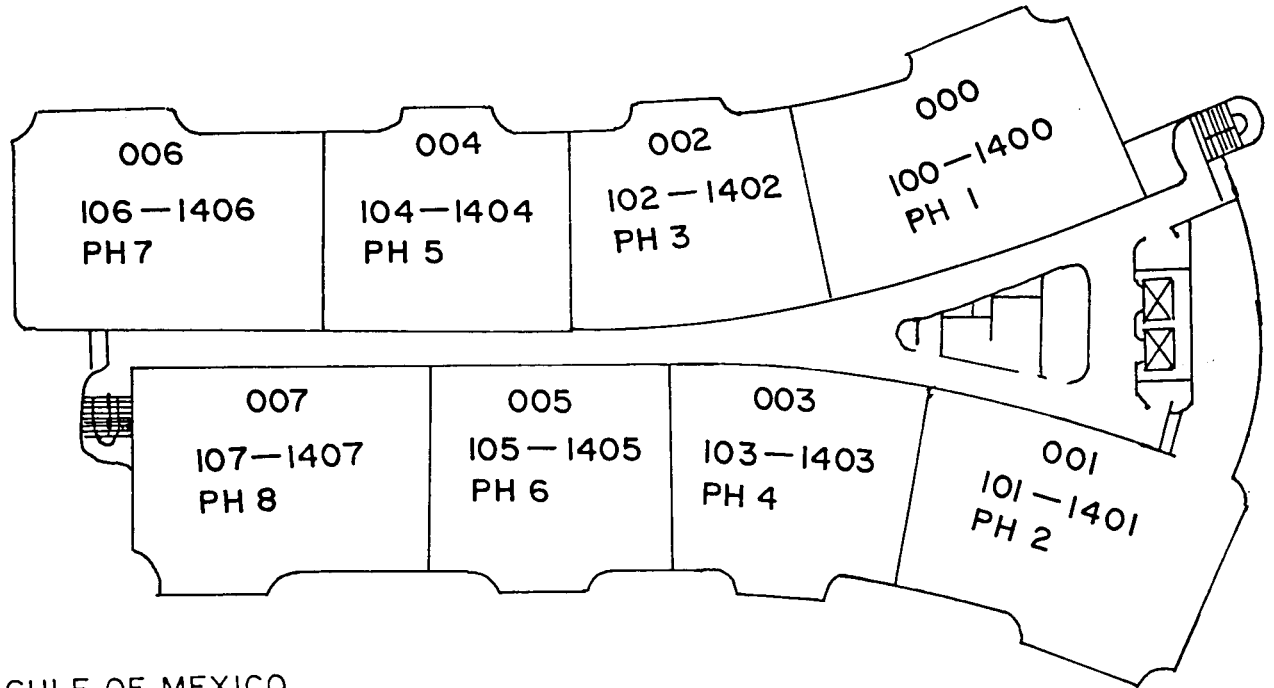 006
106—1406
PH 7
004
104—1404
PH 5
002
102—1402
PH 3
000
100—1400
PH 1
007
107—1407
PH 8
005
105—1405
PH 6
003
103—1403
PH 4
001
101—1401
PH 2
GULF OF MEXICO